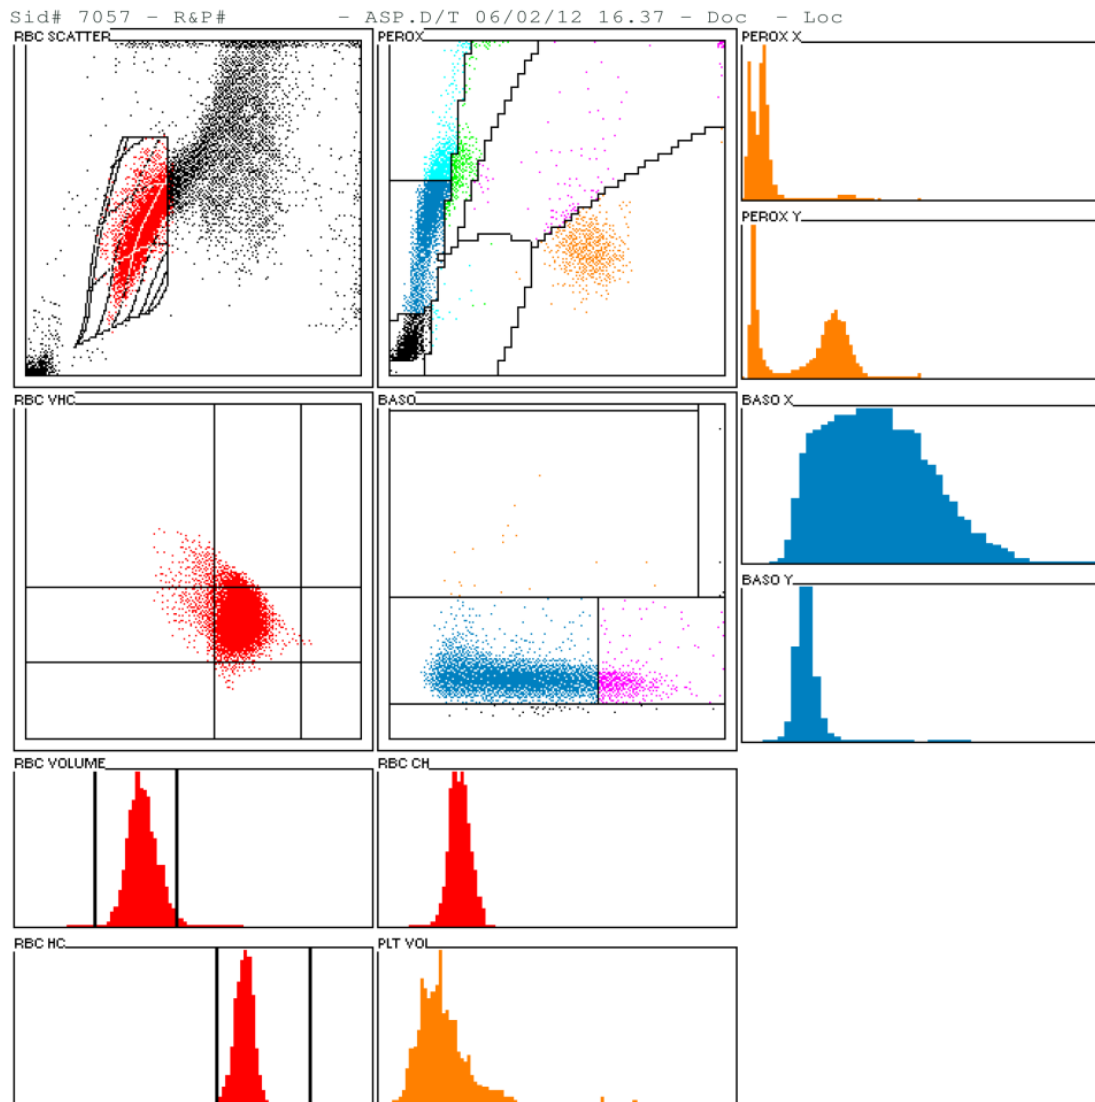 Sid# 7057 - R&P# - ASP.D/T 06/02/12 16.37 - Doc - Loc
RBC SCATTER
PEROX
PEROX X
PEROX Y
RBC VHC
BASO
BASO X
BASO Y
RBC VOLUME
RBC CH
RBC HC
PLT VOL